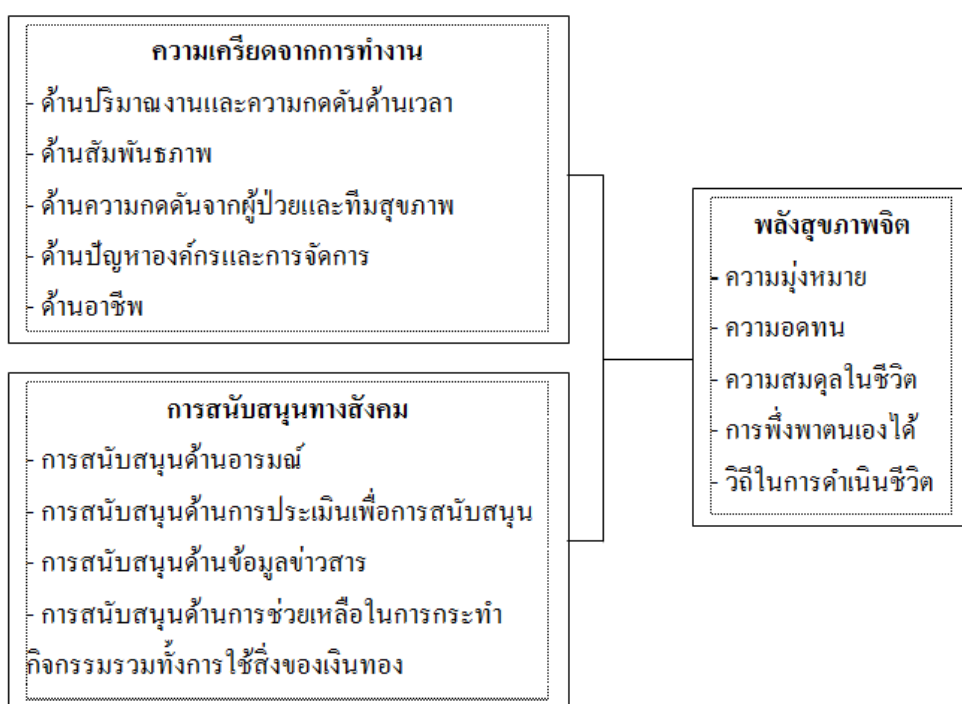 ความเครียดจากการทำงาน
- ด้านปริมาณงานและความกดดันด้านเวลา
- ด้านสัมพันธภาพ
- ด้านความกดดันจากผู้ป่วยและทีมสุขภาพ
- ด้านปัญหาองค์กรและการจัดการ
- ด้านอาชีพ
การสนับสนุนทางสังคม
- การสนับสนุนด้านอารมณ์
- การสนับสนุนด้านการประเมินเพื่อการสนับสนุน
- การสนับสนุนด้านข้อมูลข่าวสาร
- การสนับสนุนด้านการช่วยเหลือในการกระทำ
กิจกรรมรวมทั้งการใช้สิ่งของเงินทอง
พลังสุขภาพจิต
- ความมุ่งหมาย
- ความอดทน
- ความสมดุลในชีวิต
- การพึ่งพาตนเองได้
- วิถีในการดำเนินชีวิต